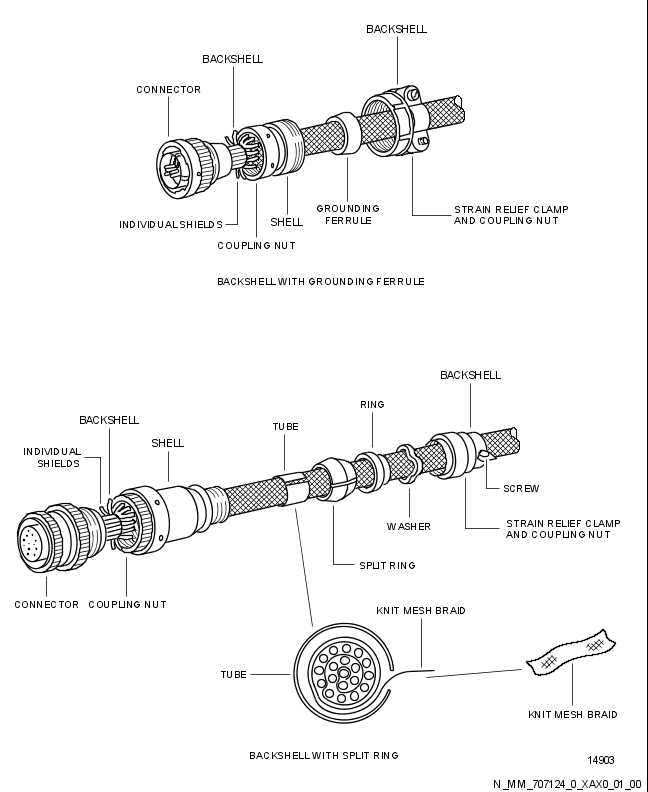 BACKSHELL
BACKSHELL
CONNECTOR
GROUNDING
FERRULE
STRAIN RELIEF CLAMP
AND COUPLING NUT
INDIVIDUAL SHIELDS
SHELL
COUPLING NUT
BACKSHELL WITH GROUNDING FERRULE
BACKSHELL
RING
BACKSHELL
TUBE
SHELL
INDIVIDUAL
SHIELDS
SCREW
WASHER
STRAIN RELIEF CLAMP
AND COUPLING NUT
SPLIT RING
CONNECTOR
COUPLING NUT
KNIT MESH BRAID
TUBE
KNIT MESH BRAID
BACKSHELL WITH SPLIT RING
14903
N_MM_707124_0_XAX0_01_00